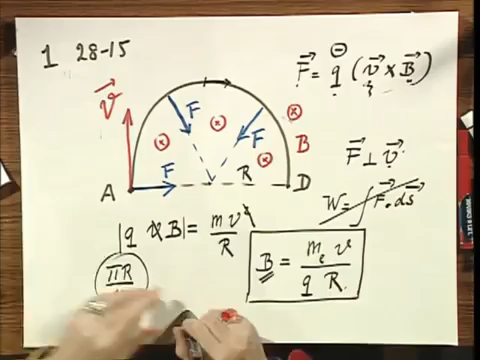 1 28-15
⊖
F⃗ = q (v⃗ × B⃗)
v⃗
F
F
F
B
R
A
D
F⃗ ⊥ v⃗
W = ∫ F⃗ . ds⃗
|q v B| = mv²/R
B = mₑ v / q R
πR